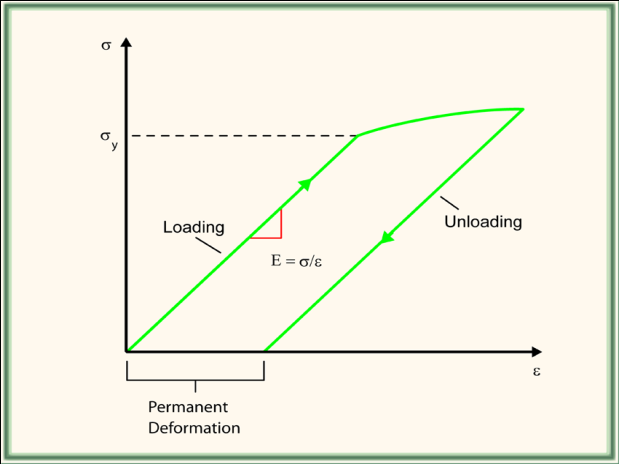 σ
σy
Loading
Unloading
E = σ/ε
ε
Permanent
Deformation